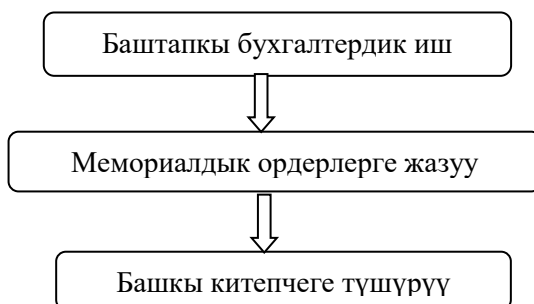 Баштапкы бухгалтердик иш
Мемориалдык ордерлерге жазуу
Башкы китепчеге түшүрүү